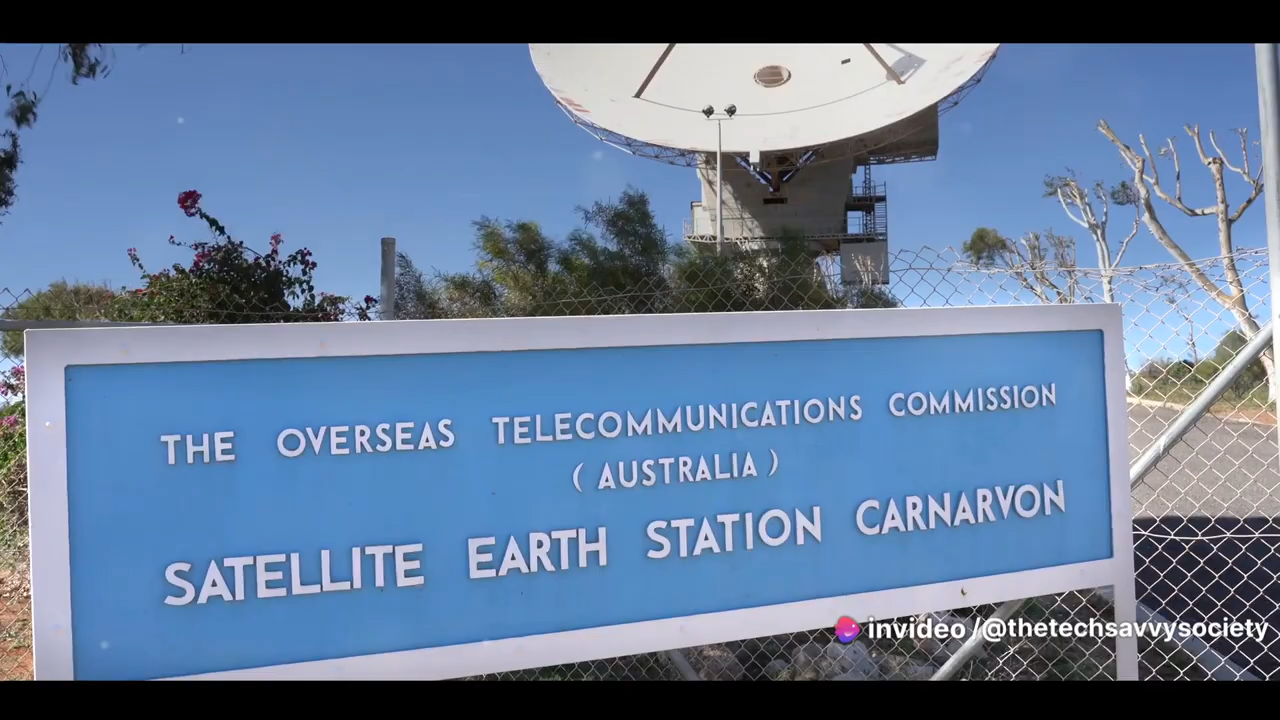 THE OVERSEAS TELECOMMUNICATIONS COMMISSION
( AUSTRALIA )
SATELLITE EARTH STATION CARNARVON
invideo /@thetechsavvysociety